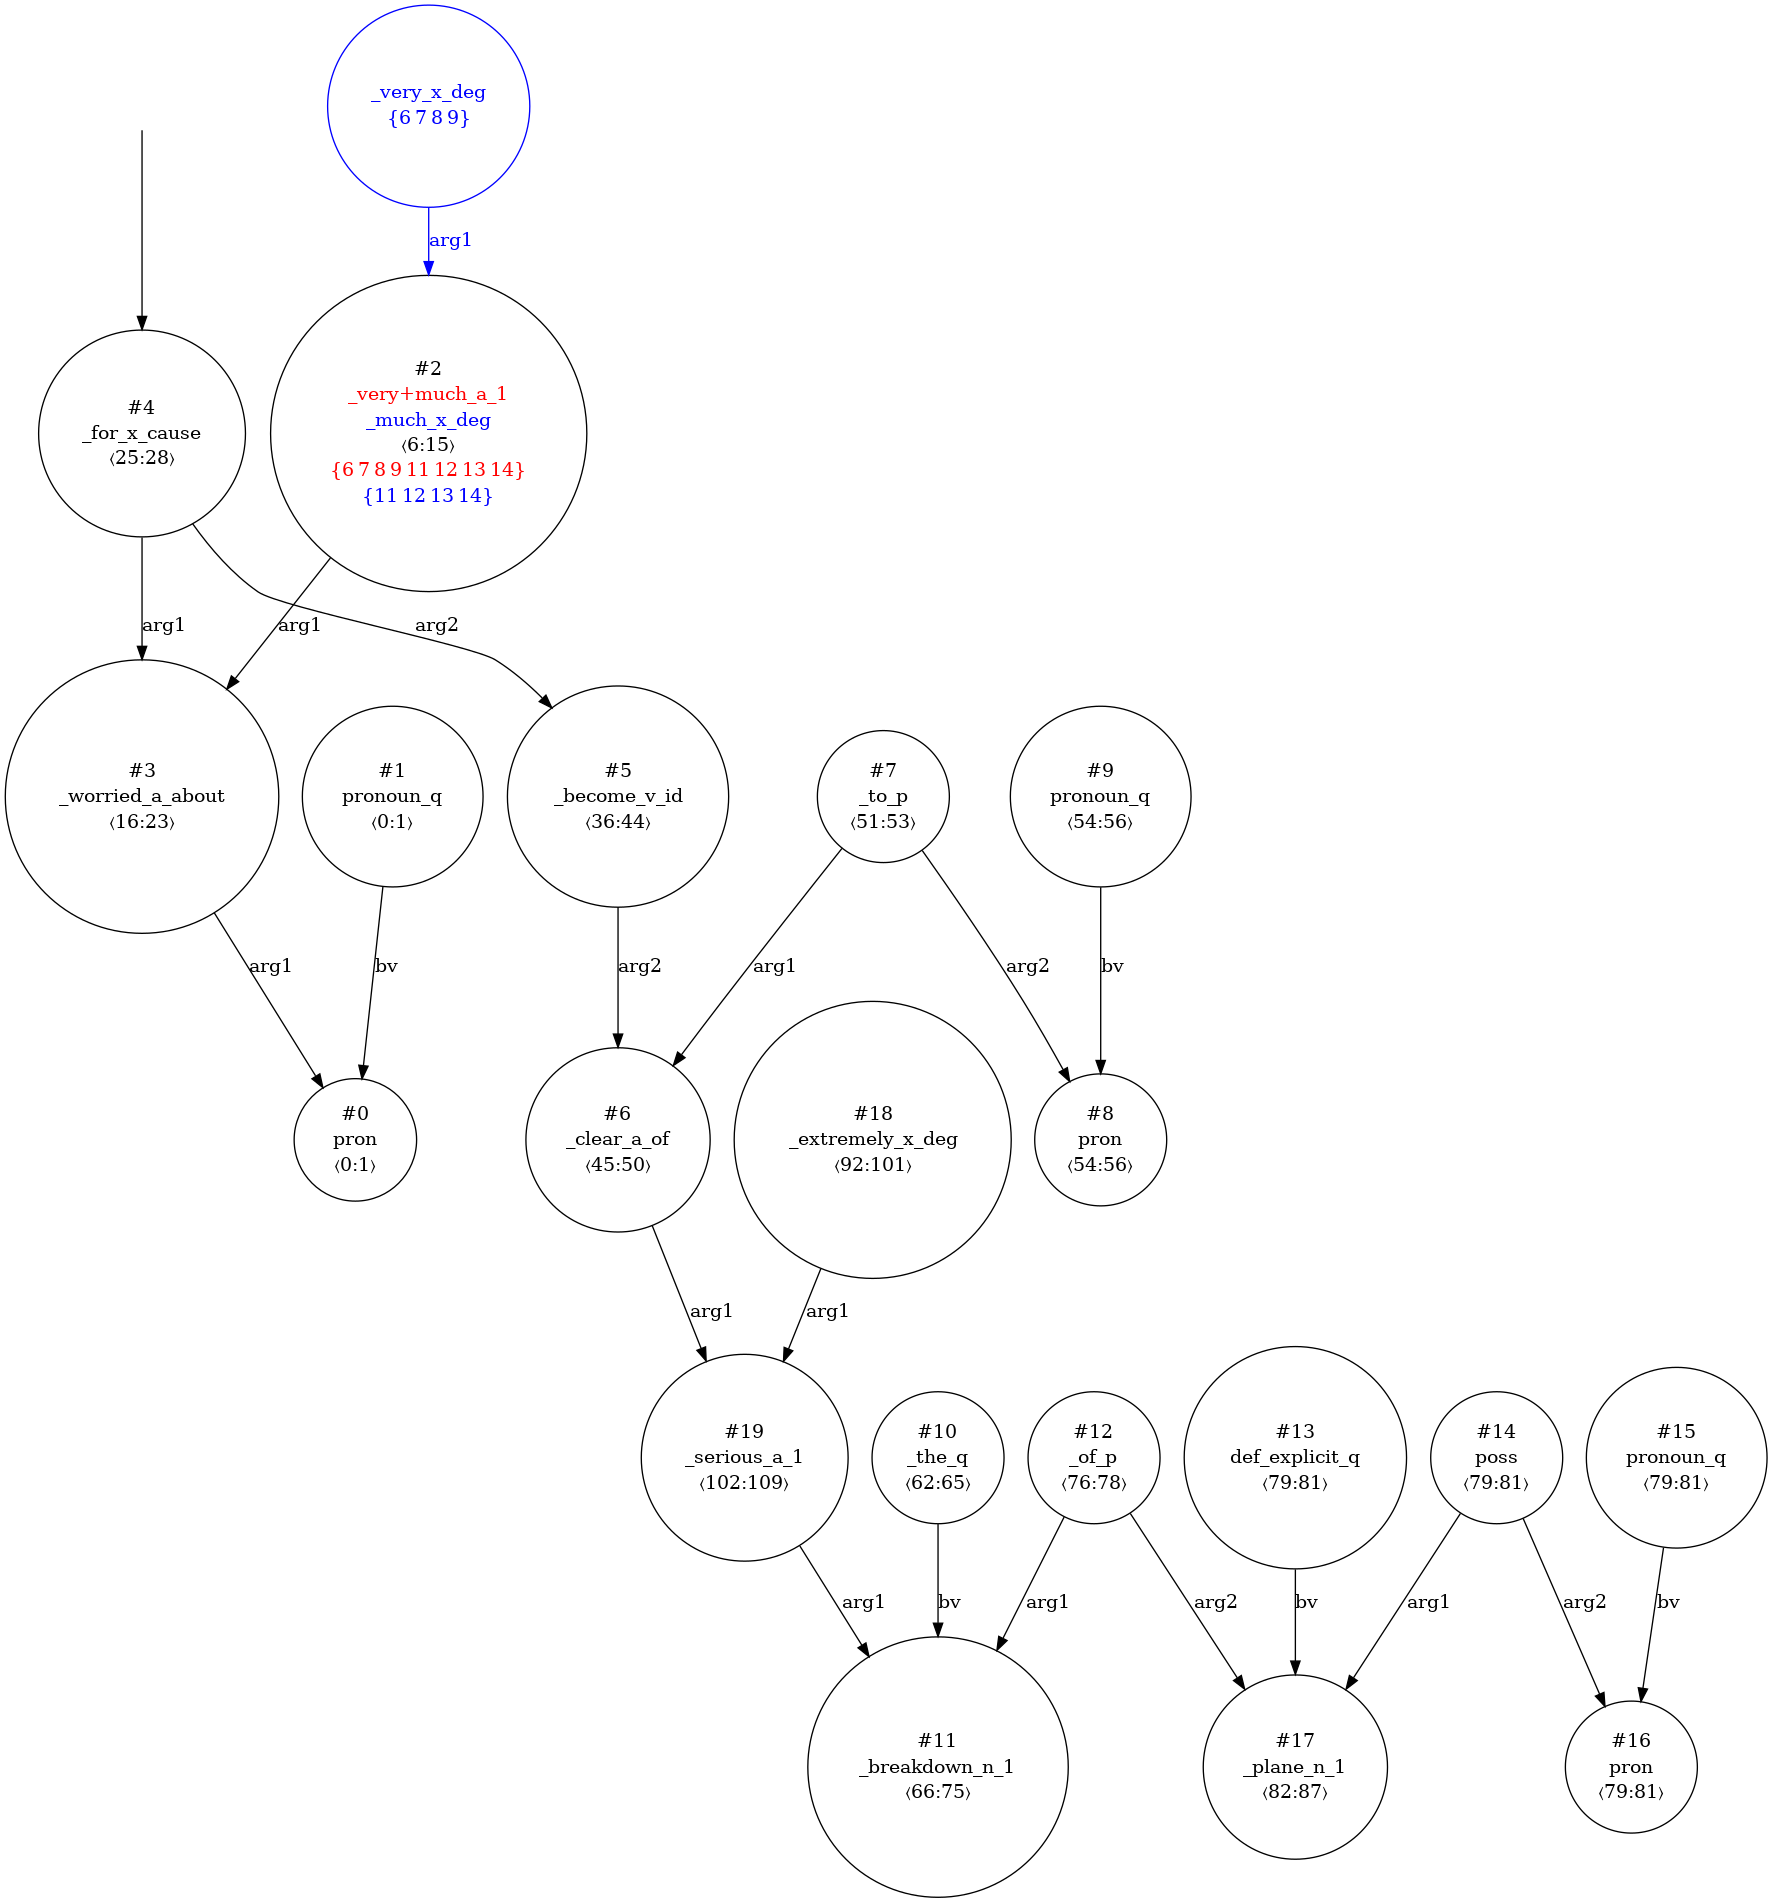 _very_x_deg
{6 7 8 9}
arg1
#4
_for_x_cause
⟨25:28⟩
#2
_very+much_a_1
_much_x_deg
⟨6:15⟩
{6 7 8 9 11 12 13 14}
{11 12 13 14}
arg1
arg1
arg2
#3
_worried_a_about
⟨16:23⟩
#1
pronoun_q
⟨0:1⟩
#5
_become_v_id
⟨36:44⟩
#7
_to_p
⟨51:53⟩
#9
pronoun_q
⟨54:56⟩
arg1
bv
arg2
arg1
arg2
bv
#0
pron
⟨0:1⟩
#6
_clear_a_of
⟨45:50⟩
#18
_extremely_x_deg
⟨92:101⟩
#8
pron
⟨54:56⟩
arg1
arg1
#19
_serious_a_1
⟨102:109⟩
#10
_the_q
⟨62:65⟩
#12
_of_p
⟨76:78⟩
#13
def_explicit_q
⟨79:81⟩
#14
poss
⟨79:81⟩
#15
pronoun_q
⟨79:81⟩
arg1
bv
arg1
arg2
bv
arg1
arg2
bv
#11
_breakdown_n_1
⟨66:75⟩
#17
_plane_n_1
⟨82:87⟩
#16
pron
⟨79:81⟩